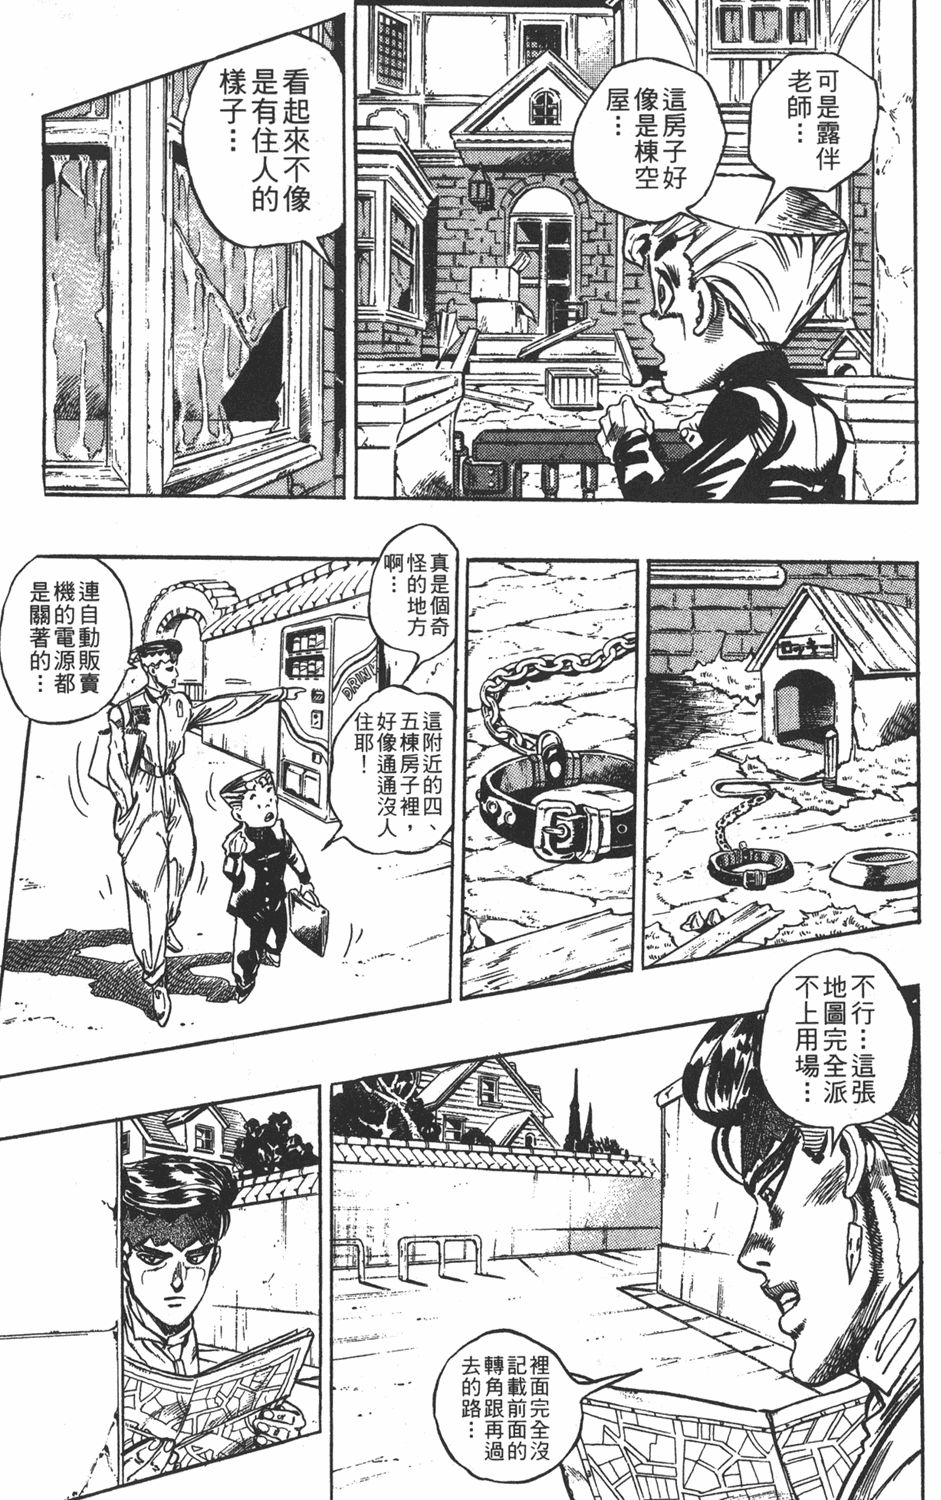 可是露伴
老師…
這房子好
像是棟空
屋…
看起來不像
是有住人的
樣子…
ロッキー
真是個奇
怪的地方
啊…
DRINK
這附近的四、
五棟房子裡，
好像通通沒人
住耶！
連自動販賣
機的電源都
是關著的…
不行…這張
地圖完全派
不上用場…
裡面完全沒
記載前面的
轉角跟再過
去的路…